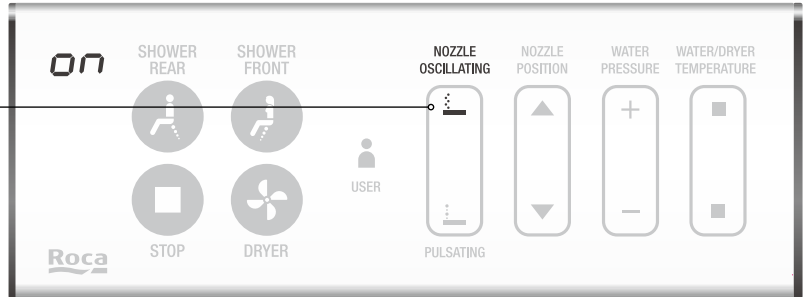 on
SHOWER
REAR
SHOWER
FRONT
NOZZLE
OSCILLATING
NOZZLE
POSITION
WATER
PRESSURE
WATER/DRYER
TEMPERATURE
USER
STOP
DRYER
PULSATING
Roca